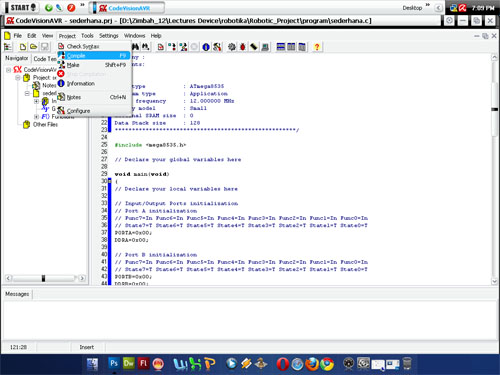 START
CodeVisionAVR
Desktop
7:09 PM
CodeVisionAVR - sederhana.prj - [D:\Zimbah_12\Lectures Device\robotika\Robotic_Project\program\sederhana.c]
File Edit View Project Tools Settings Windows Help
Check Syntax
Compile F9
Make Shift+F9
Information
Notes Ctrl+N
Configure
Navigator Code Tem
CodeVisionAVR
Project: se
Notes
seder
Functions
Other Files
: ATmega8535
: Application
frequency : 12.000000 MHz
model : Small
SRAM size : 0
Data Stack size : 128
*****************************************************/
#include <mega8535.h>
// Declare your global variables here
void main(void)
{
// Declare your local variables here
// Input/Output Ports initialization
// Port A initialization
// Func7=In Func6=In Func5=In Func4=In Func3=In Func2=In Func1=In Func0=In
// State7=T State6=T State5=T State4=T State3=T State2=T State1=T State0=T
PORTA=0x00;
DDRA=0x00;
// Port B initialization
// Func7=In Func6=In Func5=In Func4=In Func3=In Func2=In Func1=In Func0=In
// State7=T State6=T State5=T State4=T State3=T State2=T State1=T State0=T
PORTB=0x00;
DDRB=0x00;
23
24
25
26
27
28
29
30
31
32
33
34
35
36
37
38
39
40
41
42
43
44
Messages
121:28 Insert
Ps Dw Fl